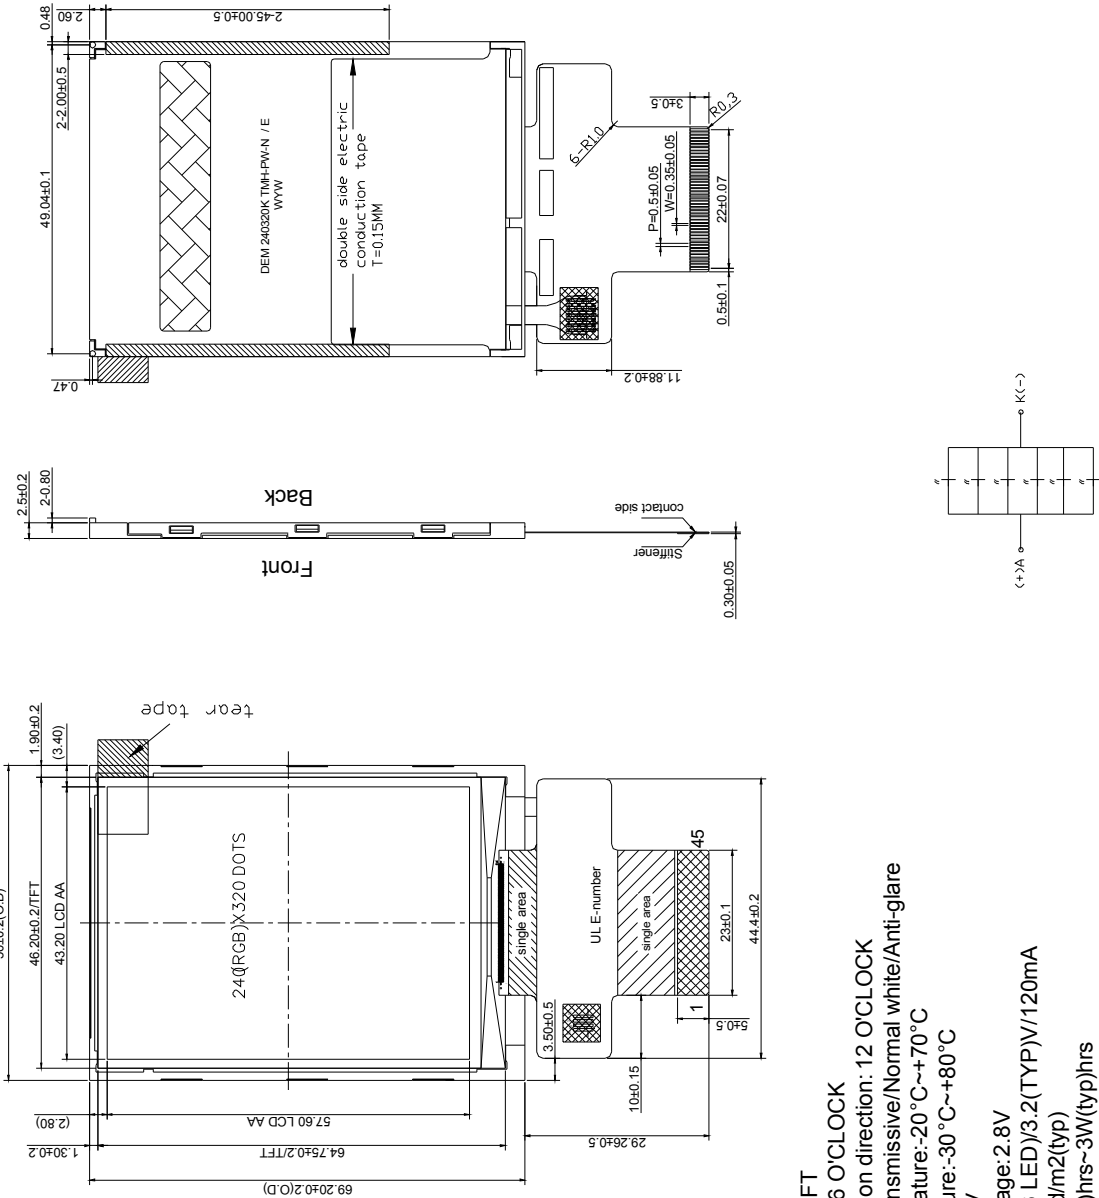 0.48
2.60
2-45.00±0.5
2-2.00±0.5
49.04±0.1
0.47
DEM 240320K TMH-PW-N / E
WYW
double side electric
conduction tape
T=0.15MM
6-R1.0
3±0.5
R0.3
P=0.5±0.05
W=0.35±0.05
22±0.07
0.5±0.1
11.88±0.2
2.5±0.2
2-0.80
Back
Front
contact side
Stiffener
0.30±0.05
(+)A
K(-)
46.20±0.2/TFT
43.20 LCD AA
1.90±0.2
(3.40)
tear
tape
240(RGB)X320 DOTS
single area
UL E-number
single area
45
1
23±0.1
44.4±0.2
3.50±0.5
5±0.5
10±0.15
29.26±0.5
(2.80)
1.30±0.2
57.60 LCD AA
64.75±0.2/TFT
69.20±0.2(O.D)
FT
6 O'CLOCK
on direction: 12 O'CLOCK
nsmissive/Normal white/Anti-glare
ature:-20°C~+70°C
ure:-30°C~+80°C
age:2.8V
LED)/3.2(TYP)V/120mA
d/m2(typ)
)hrs~3W(typ)hrs